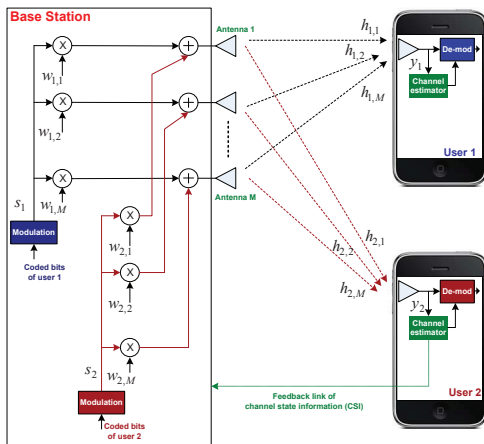 Base Station
Antenna 1
X
+
w1,1
X
+
w1,2
X
+
w1,M
Antenna M
s1
Modulation
Coded bits
of user 1
X
w2,1
X
w2,2
X
w2,M
s2
Modulation
Coded bits
of user 2
h1,1
h1,2
h1,M
h2,1
h2,2
h2,M
y1
De-mod
Channel
estimator
User 1
y2
De-mod
Channel
estimator
User 2
Feedback link of
channel state information (CSI)